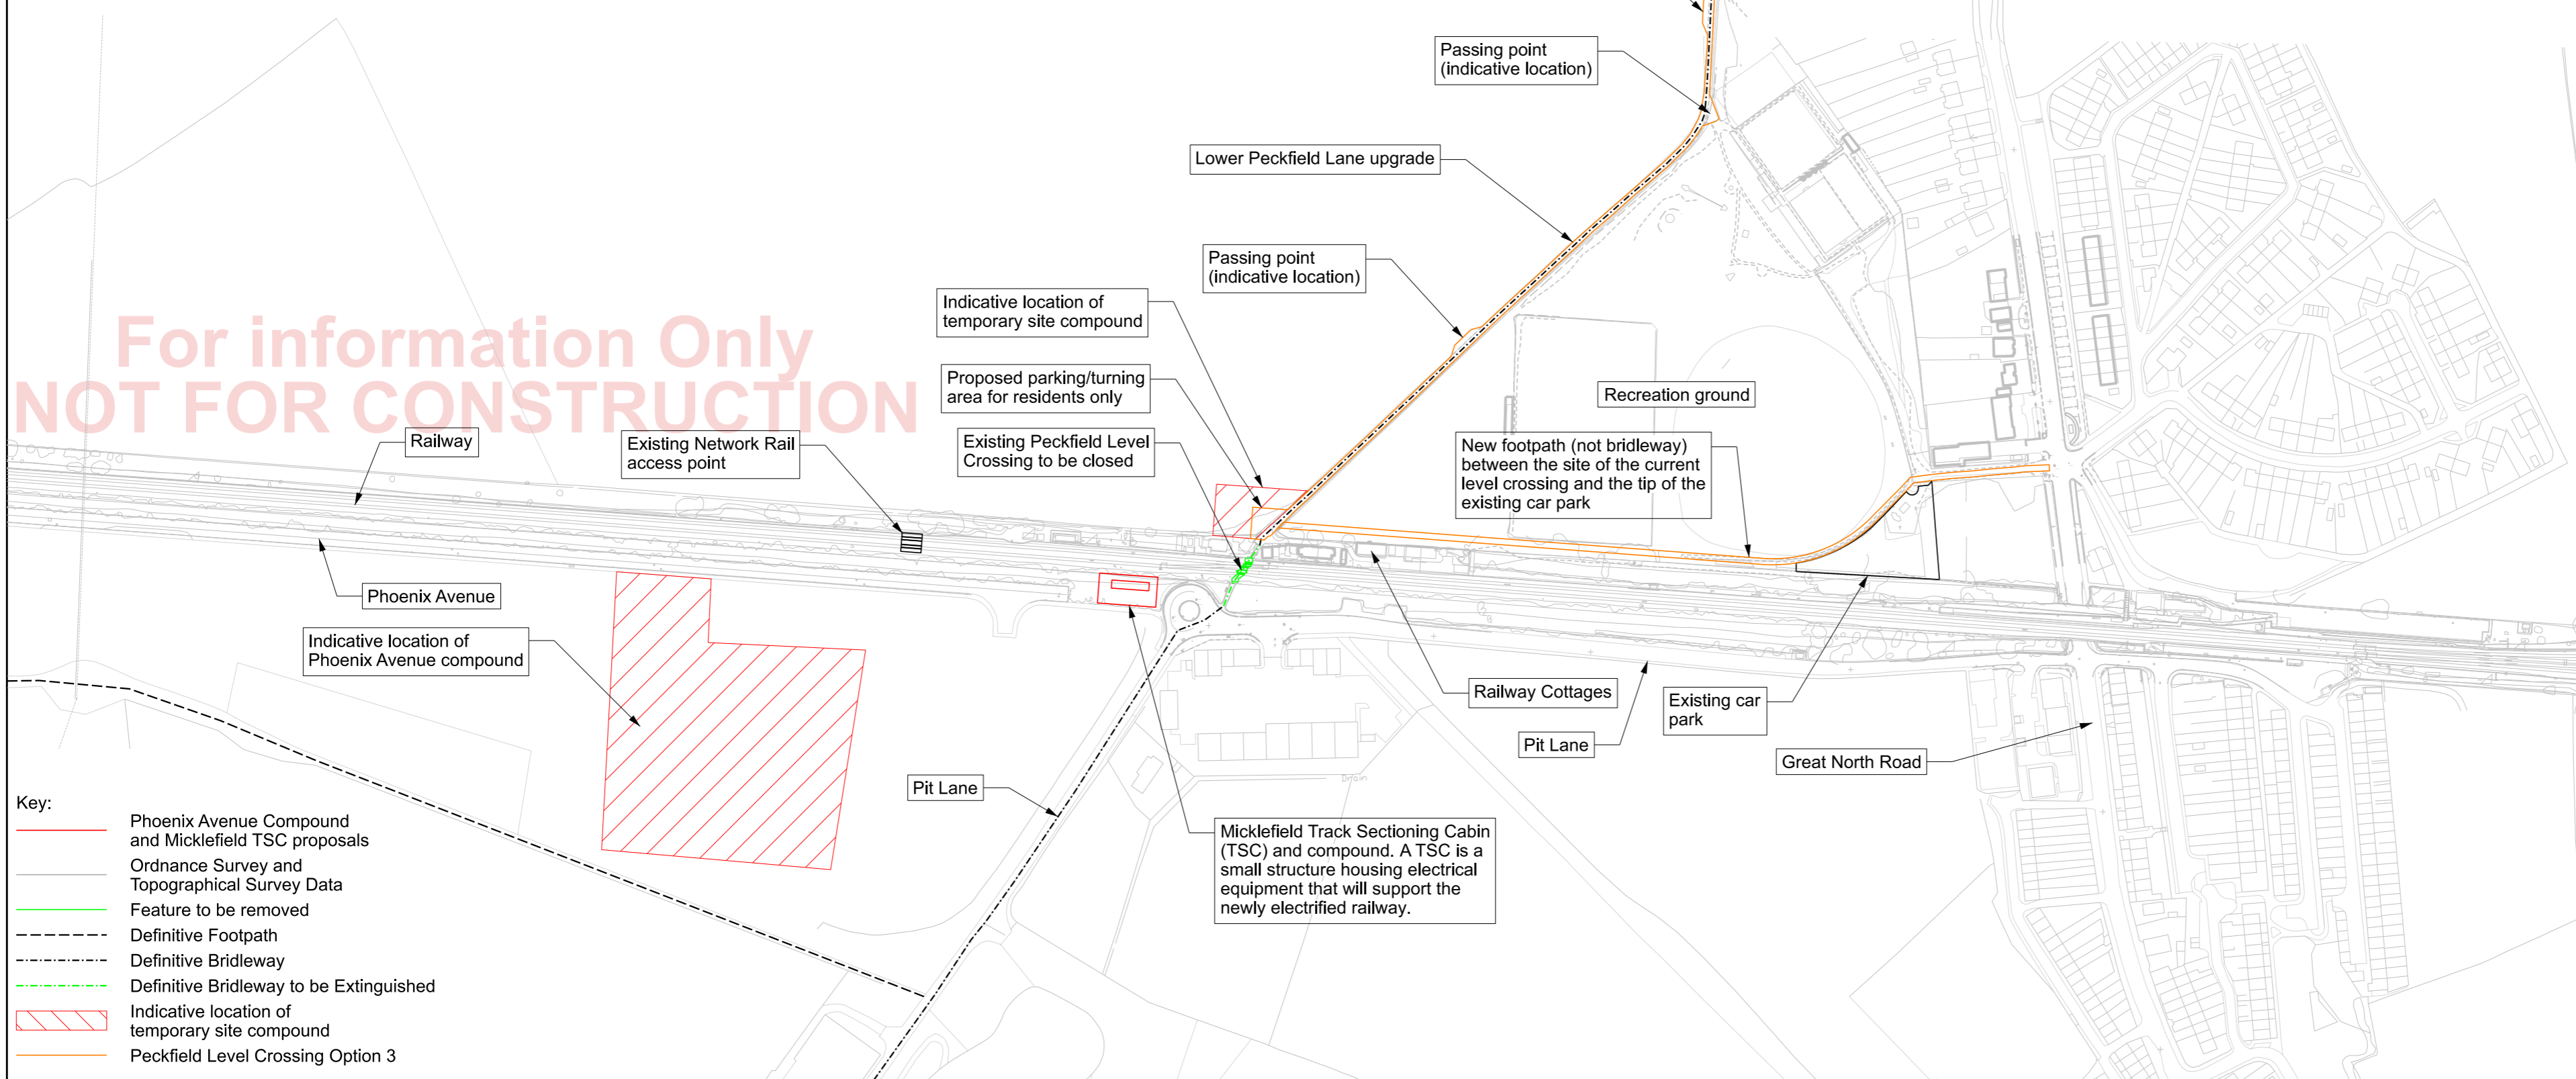 Passing point
(indicative location)
Lower Peckfield Lane upgrade
Passing point
(indicative location)
Indicative location of
temporary site compound
For information Only
NOT FOR CONSTRUCTION
Proposed parking/turning
area for residents only
Recreation ground
Railway
Existing Network Rail
access point
Existing Peckfield Level
Crossing to be closed
New footpath (not bridleway)
between the site of the current
level crossing and the tip of the
existing car park
Phoenix Avenue
Indicative location of
Phoenix Avenue compound
Railway Cottages
Existing car
park
Pit Lane
Great North Road
Pit Lane
Drain
Micklefield Track Sectioning Cabin
(TSC) and compound. A TSC is a
small structure housing electrical
equipment that will support the
newly electrified railway.
Key:
Phoenix Avenue Compound
and Micklefield TSC proposals
Ordnance Survey and
Topographical Survey Data
Feature to be removed
Definitive Footpath
Definitive Bridleway
Definitive Bridleway to be Extinguished
Indicative location of
temporary site compound
Peckfield Level Crossing Option 3